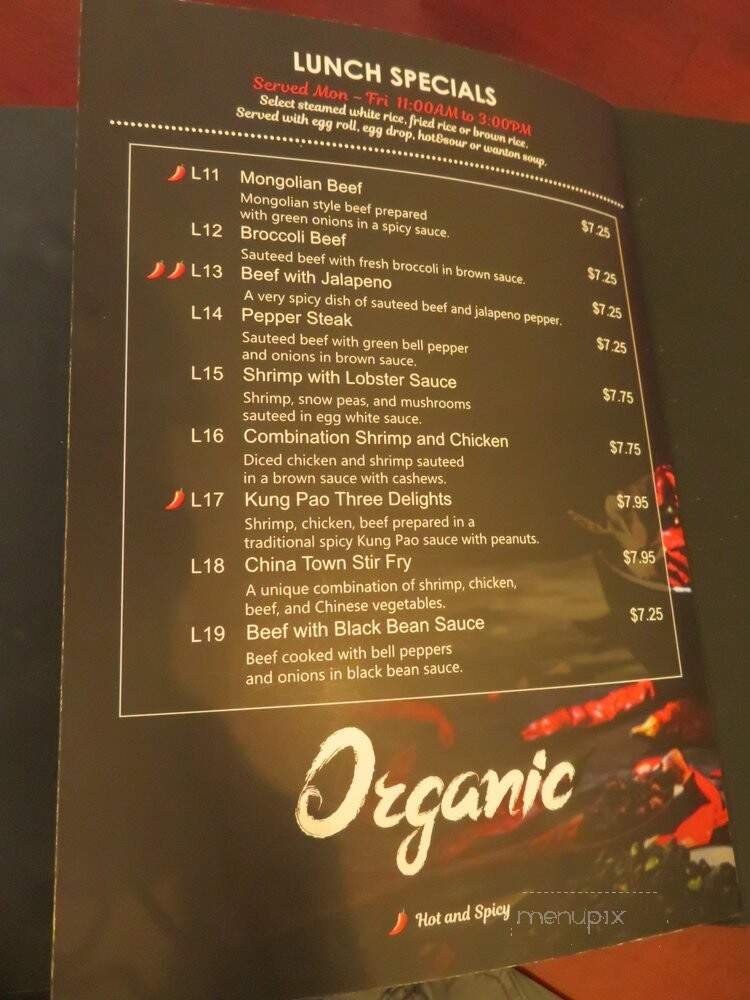 LUNCH SPECIALS
Served Mon - Fri 11:00AM to 3:00PM
Select steamed white rice, fried rice or brown rice.
Served with egg roll, egg drop, hot&sour or wanton soup.
L11 Mongolian Beef $7.25
Mongolian style beef prepared
with green onions in a spicy sauce.
L12 Broccoli Beef $7.25
Sauteed beef with fresh broccoli in brown sauce.
L13 Beef with Jalapeno $7.25
A very spicy dish of sauteed beef and jalapeno pepper.
L14 Pepper Steak $7.25
Sauteed beef with green bell pepper
and onions in brown sauce.
L15 Shrimp with Lobster Sauce $7.75
Shrimp, snow peas, and mushrooms
sauteed in egg white sauce.
L16 Combination Shrimp and Chicken $7.75
Diced chicken and shrimp sauteed
in a brown sauce with cashews.
L17 Kung Pao Three Delights $7.95
Shrimp, chicken, beef prepared in a
traditional spicy Kung Pao sauce with peanuts.
L18 China Town Stir Fry $7.95
A unique combination of shrimp, chicken,
beef, and Chinese vegetables.
L19 Beef with Black Bean Sauce $7.25
Beef cooked with bell peppers
and onions in black bean sauce.
Organic
Hot and Spicy
menupix